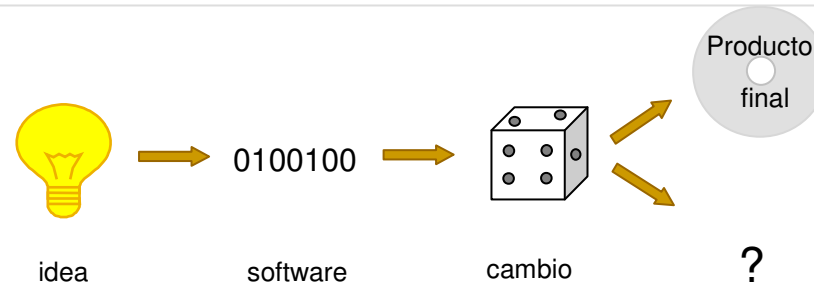 Producto
final
0100100
idea
software
cambio
?